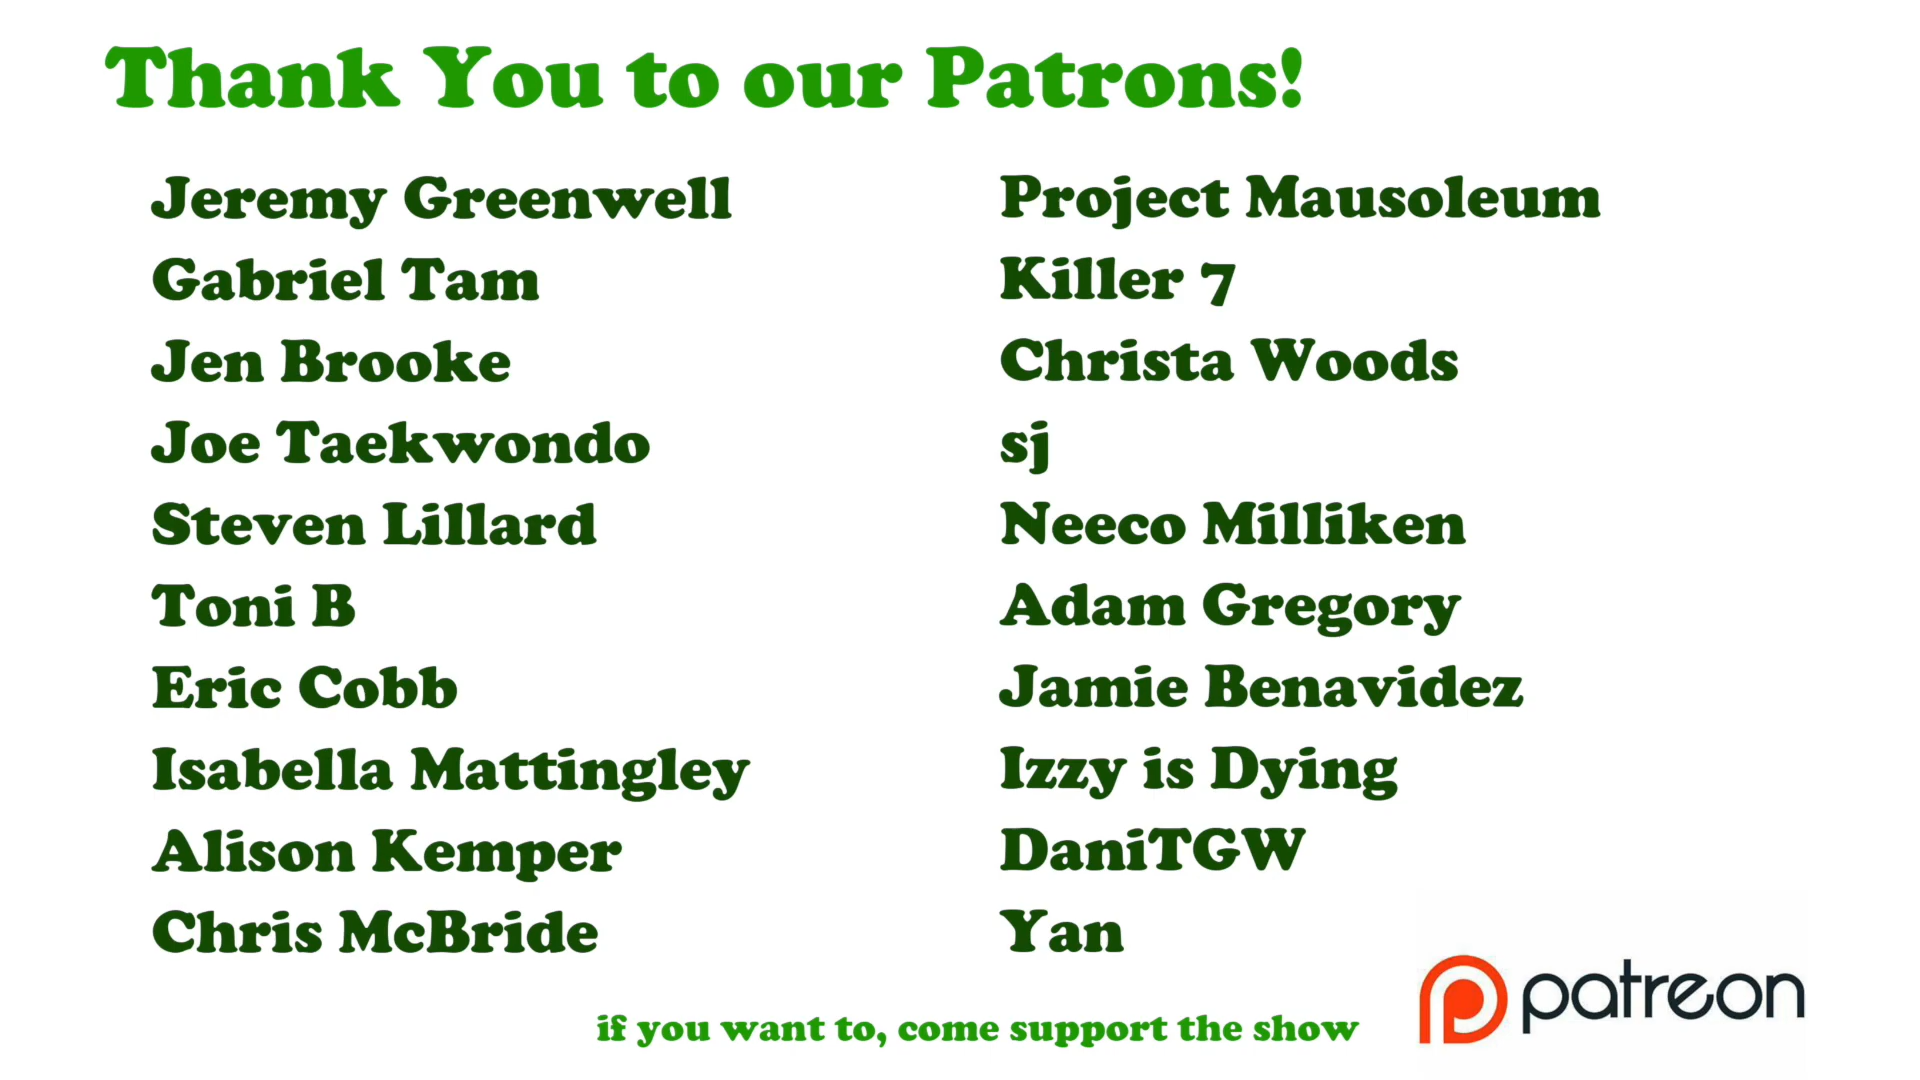 Thank You to our Patrons!
Jeremy Greenwell
Gabriel Tam
Jen Brooke
Joe Taekwondo
Steven Lillard
Toni B
Eric Cobb
Isabella Mattingley
Alison Kemper
Chris McBride
Project Mausoleum
Killer 7
Christa Woods
sj
Neeco Milliken
Adam Gregory
Jamie Benavidez
Izzy is Dying
DaniTGW
Yan
if you want to, come support the show
patreon